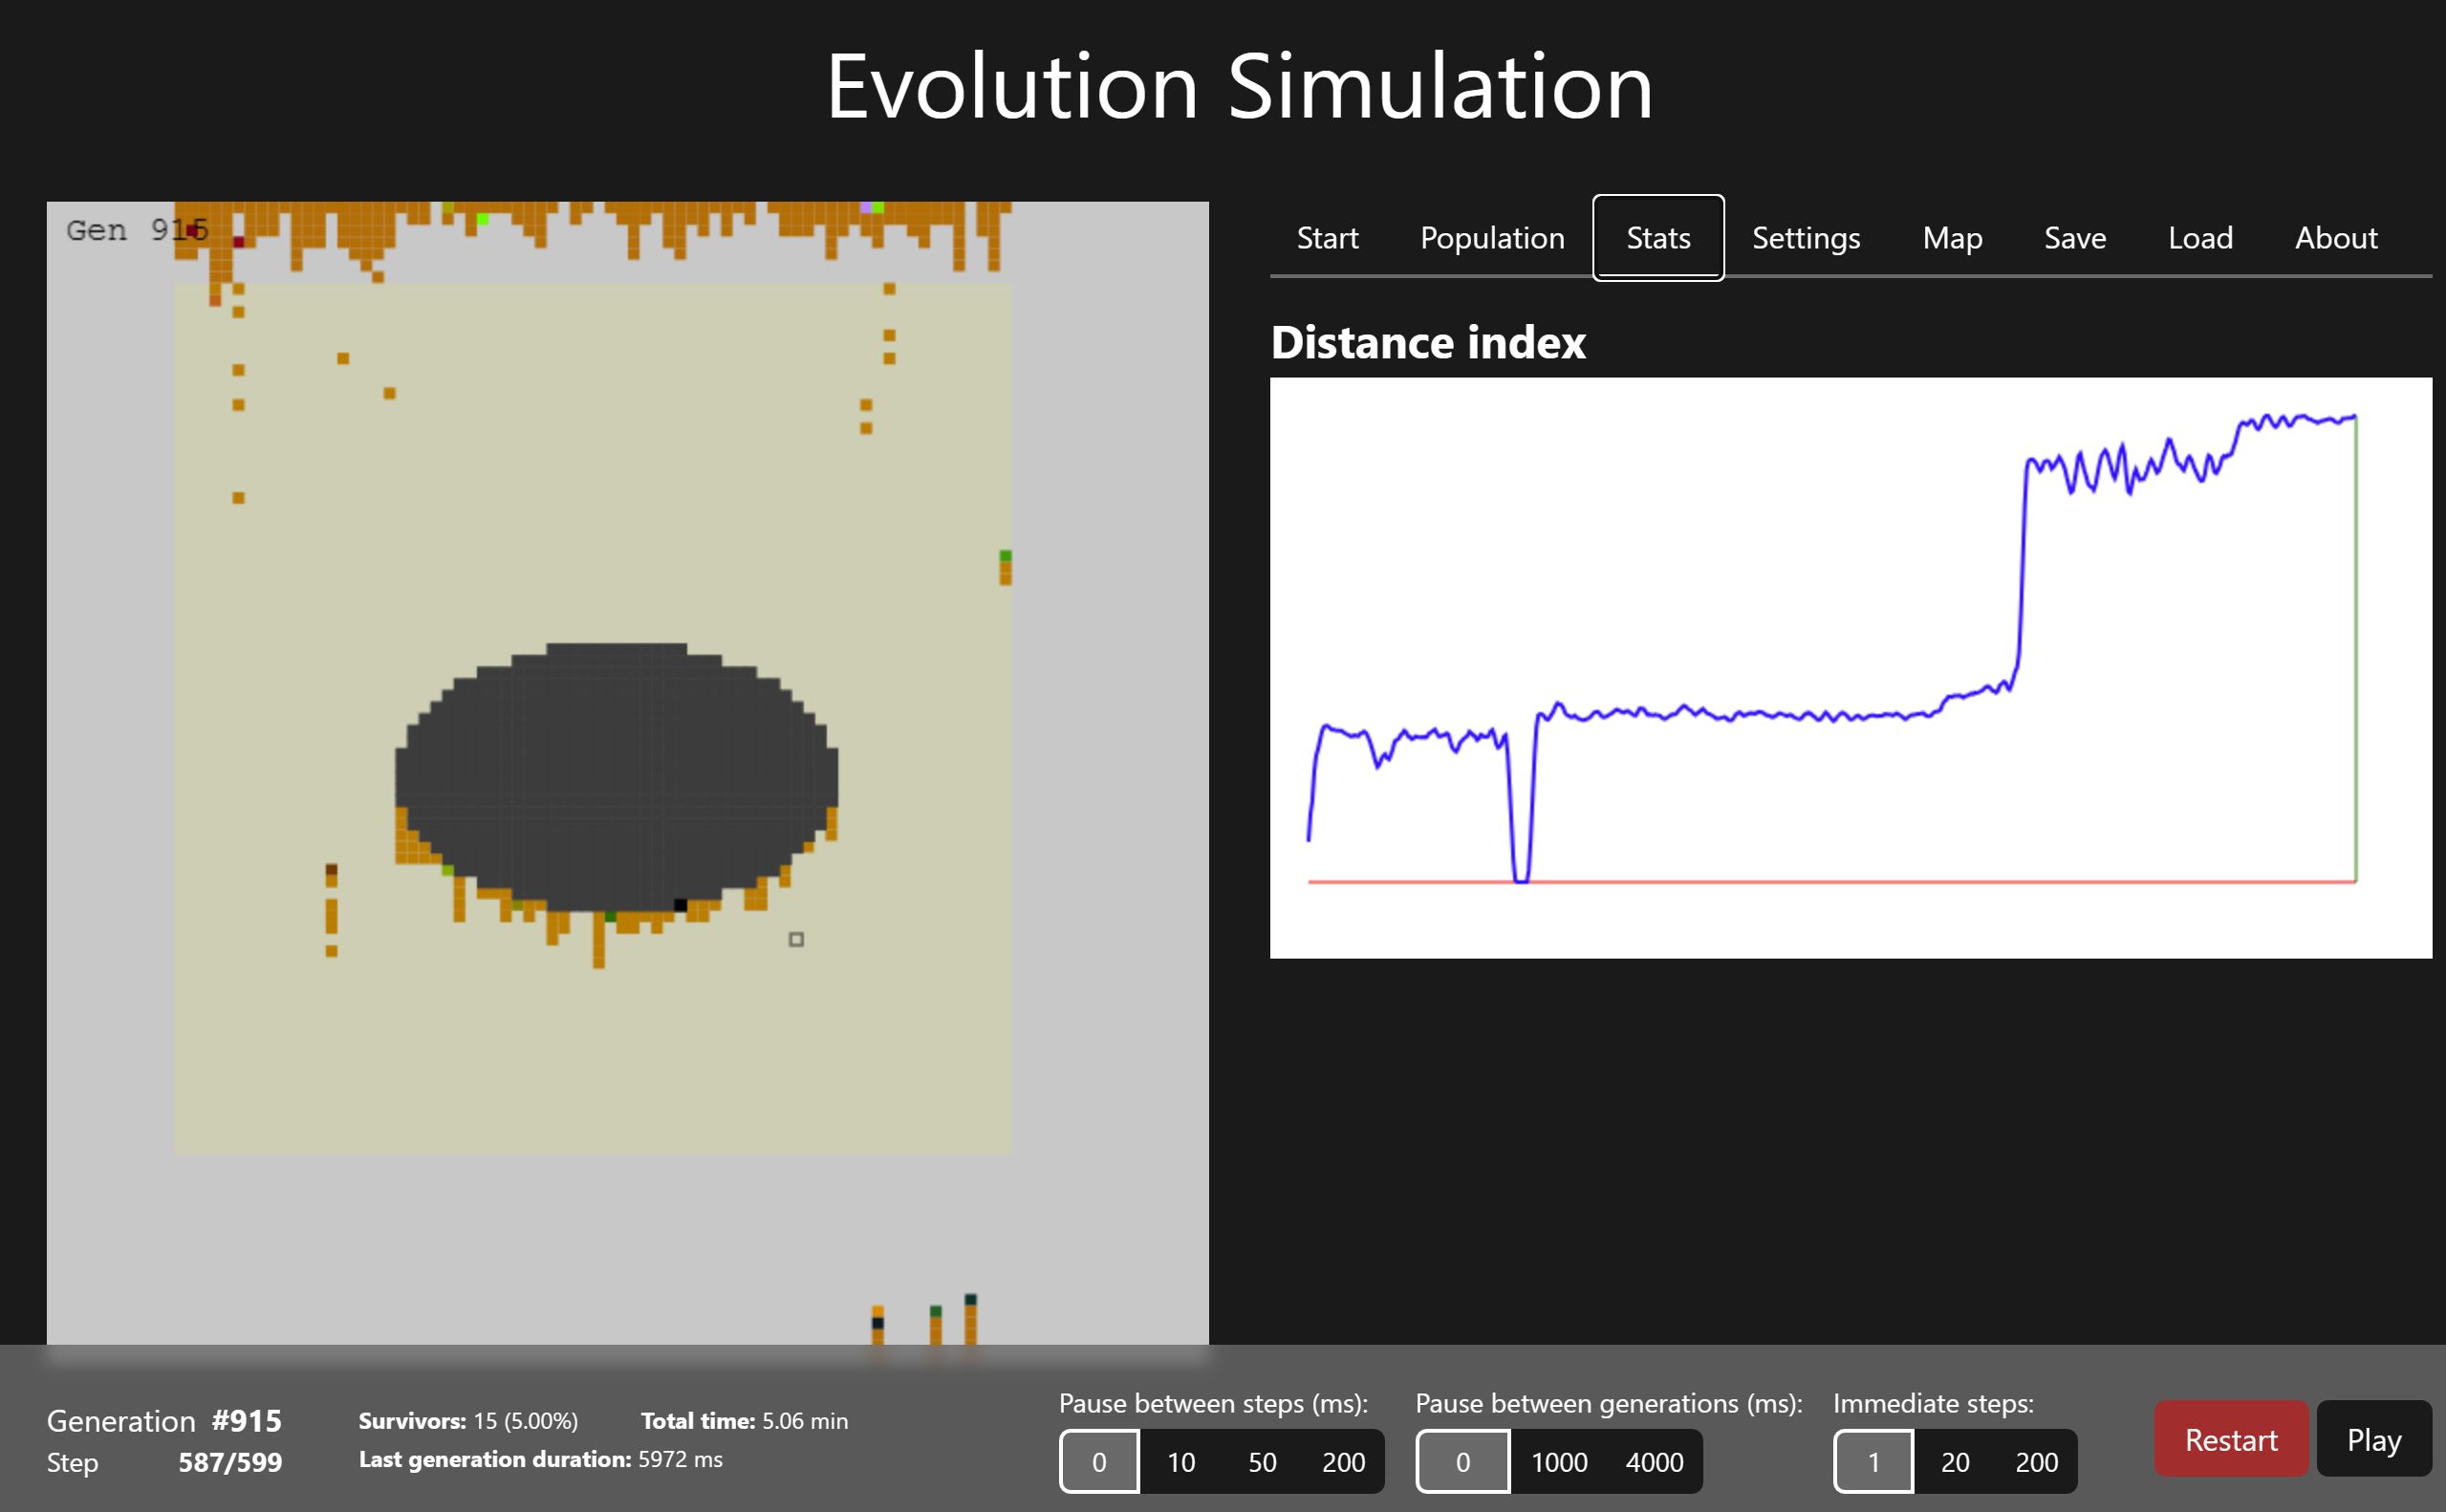 Evolution Simulation
Gen 915
Start Population Stats Settings Map Save Load About
Distance index
Generation #915
Step 587/599
Survivors: 15 (5.00%) Total time: 5.06 min
Last generation duration: 5972 ms
Pause between steps (ms): Pause between generations (ms): Immediate steps:
0 10 50 200 0 1000 4000 1 20 200
Restart Play